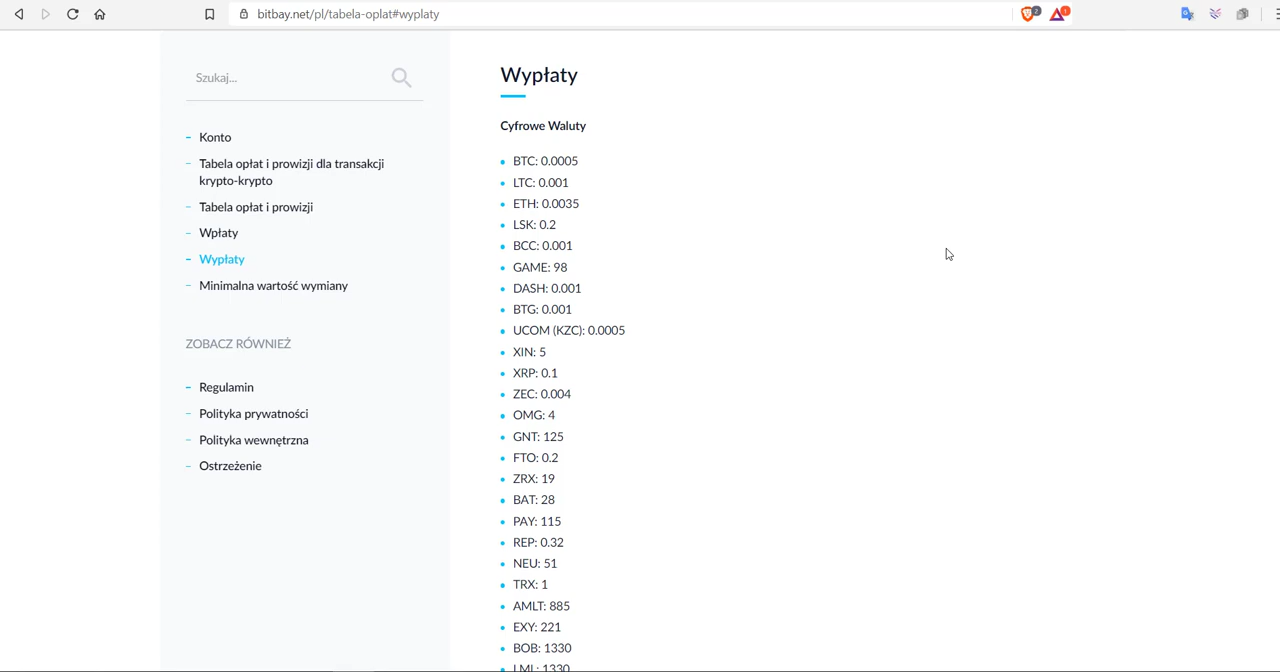 bitbay.net/pl/tabela-oplat#wyplaty
2
1
Szukaj...
Konto
Tabela opłat i prowizji dla transakcji
krypto-krypto
Tabela opłat i prowizji
Wpłaty
Wypłaty
Minimalna wartość wymiany
ZOBACZ RÓWNIEŻ
Regulamin
Polityka prywatności
Polityka wewnętrzna
Ostrzeżenie
Wypłaty
Cyfrowe Waluty
BTC: 0.0005
LTC: 0.001
ETH: 0.0035
LSK: 0.2
BCC: 0.001
GAME: 98
DASH: 0.001
BTG: 0.001
UCOM (KZC): 0.0005
XIN: 5
XRP: 0.1
ZEC: 0.004
OMG: 4
GNT: 125
FTO: 0.2
ZRX: 19
BAT: 28
PAY: 115
REP: 0.32
NEU: 51
TRX: 1
AMLT: 885
EXY: 221
BOB: 1330
LML: 1330